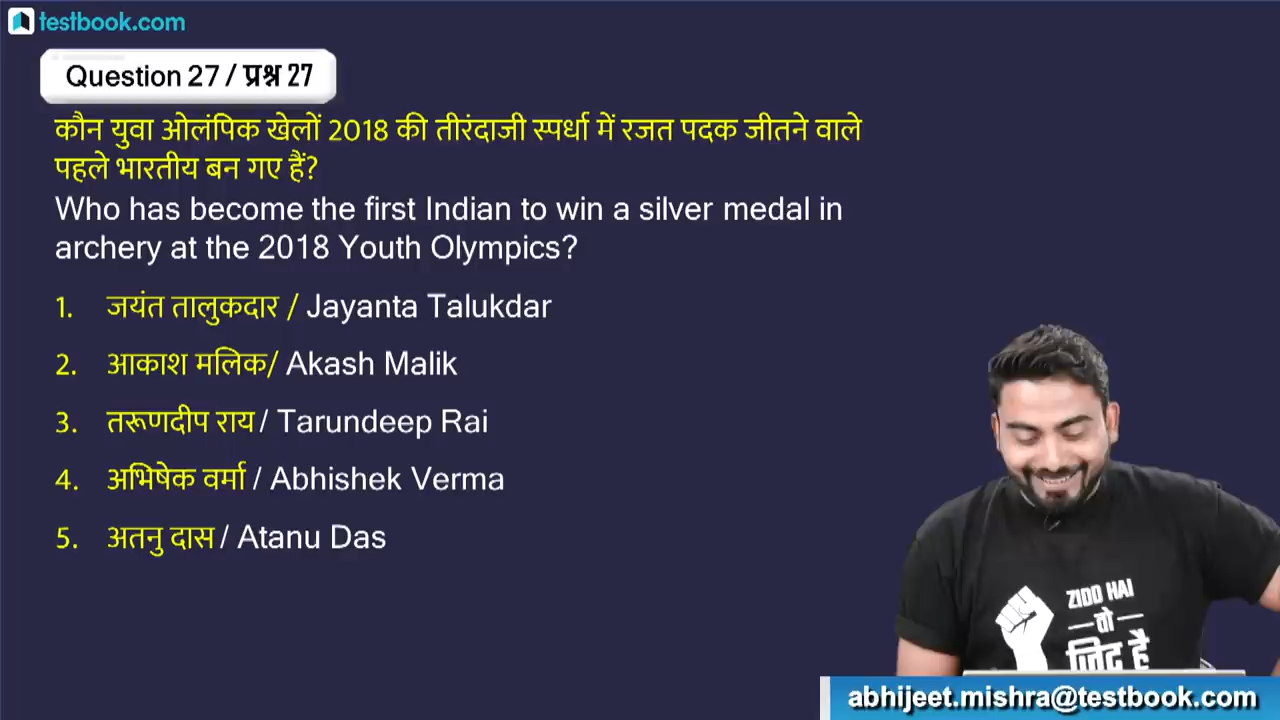 testbook.com
Question 27 / प्रश्न 27
कौन युवा ओलंपिक खेलों 2018 की तीरंदाजी स्पर्धा में रजत पदक जीतने वाले
पहले भारतीय बन गए हैं?
Who has become the first Indian to win a silver medal in
archery at the 2018 Youth Olympics?
1. जयंत तालुकदार / Jayanta Talukdar
2. आकाश मलिक/ Akash Malik
3. तरूणदीप राय / Tarundeep Rai
4. अभिषेक वर्मा / Abhishek Verma
5. अतनु दास / Atanu Das
ZIDD HAI
वो
ज़िद है
abhijeet.mishra@testbook.com